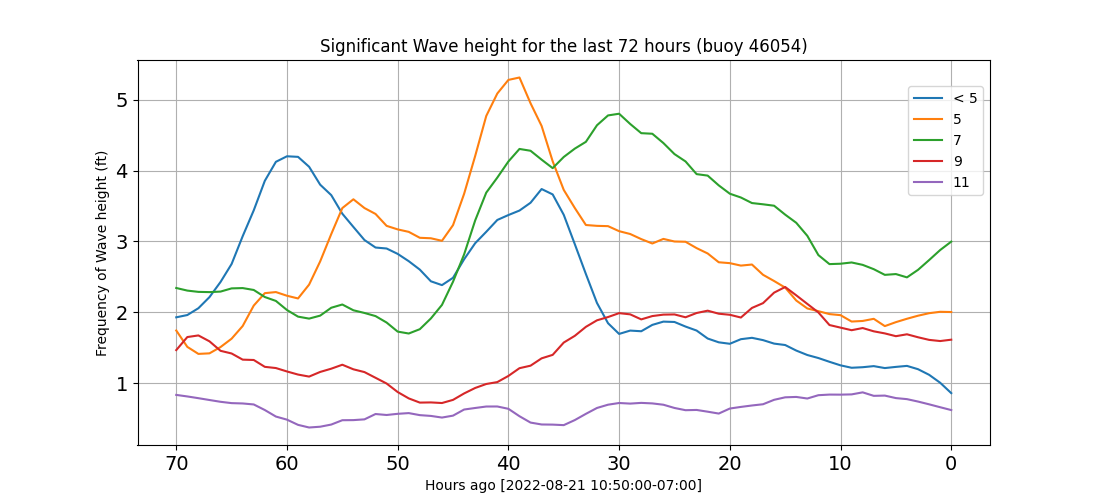 Significant Wave height for the last 72 hours (buoy 46054)
Frequency of Wave height (ft)
5
4
3
2
1
< 5
5
7
9
11
70 60 50 40 30 20 10 0
Hours ago [2022-08-21 10:50:00-07:00]